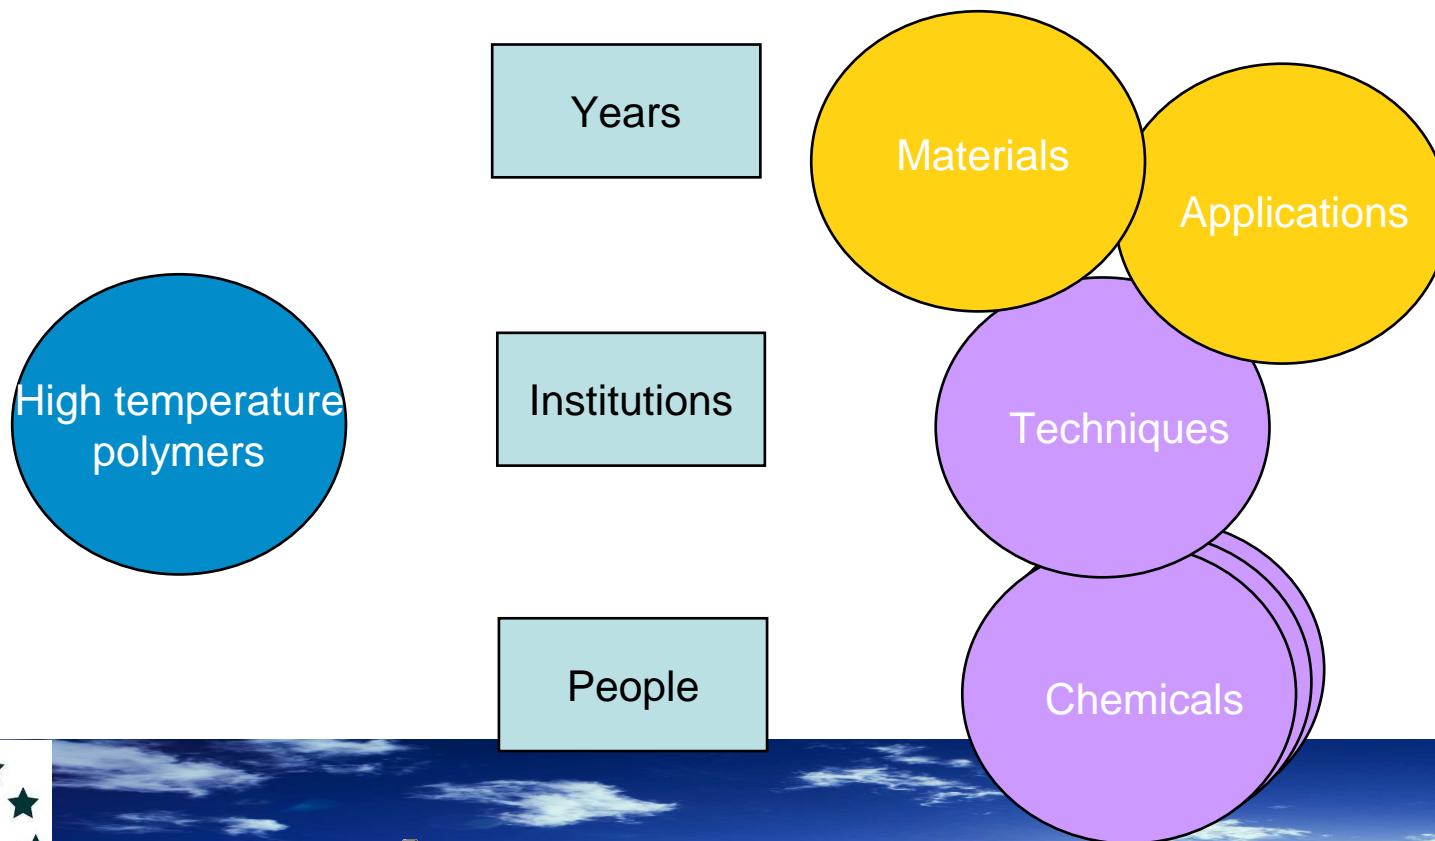 Years
Materials
Applications
High temperature
polymers
Institutions
Techniques
People
Chemicals